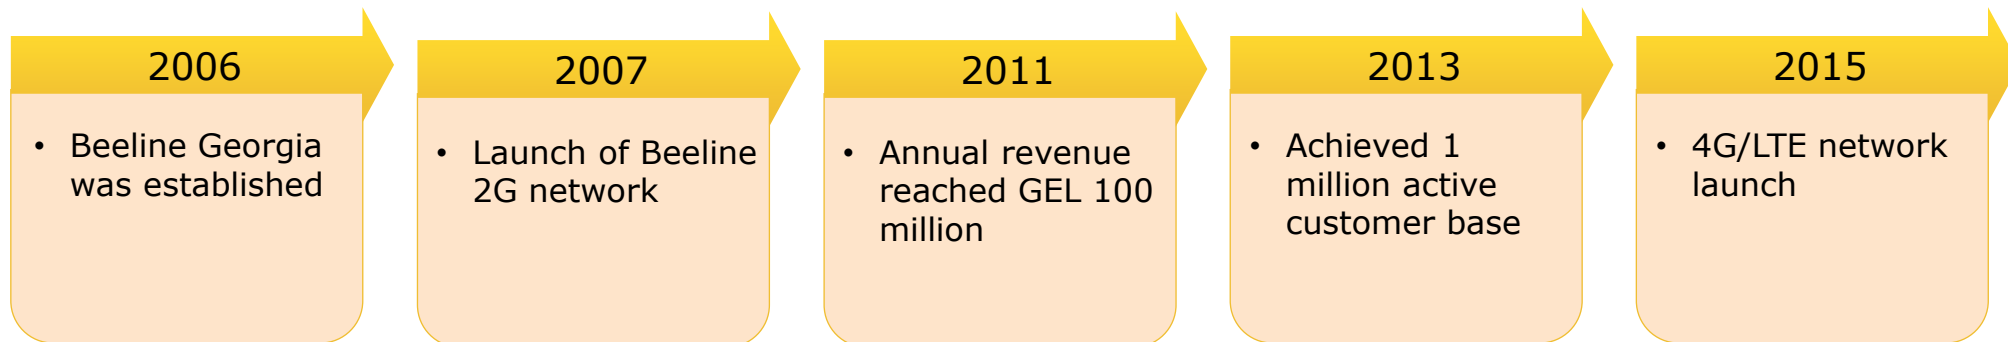 2006
• Beeline Georgia
was established
2007
• Launch of Beeline
2G network
2011
• Annual revenue
reached GEL 100
million
2013
• Achieved 1
million active
customer base
2015
• 4G/LTE network
launch